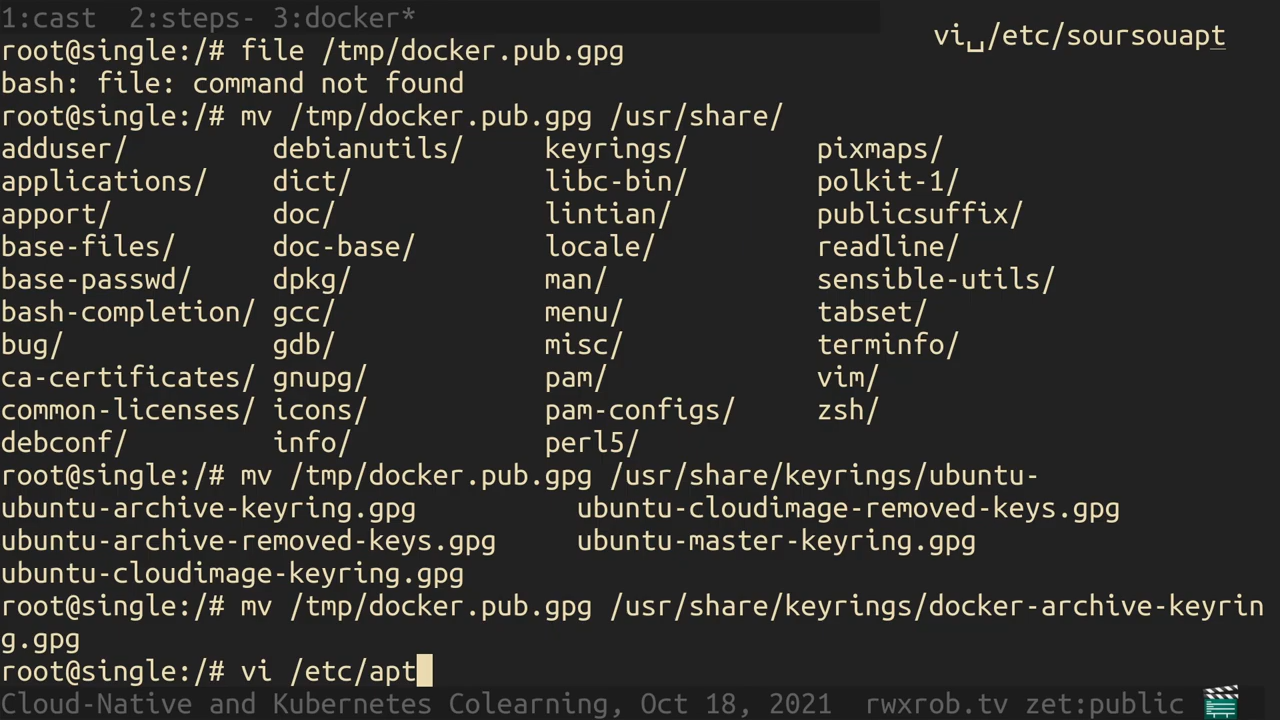 1:cast  2:steps- 3:docker*
vi␣/etc/soursouapt
root@single:/# file /tmp/docker.pub.gpg
bash: file: command not found
root@single:/# mv /tmp/docker.pub.gpg /usr/share/
adduser/         debianutils/     keyrings/        pixmaps/
applications/    dict/            libc-bin/        polkit-1/
apport/          doc/             lintian/         publicsuffix/
base-files/      doc-base/        locale/          readline/
base-passwd/     dpkg/            man/             sensible-utils/
bash-completion/ gcc/             menu/            tabset/
bug/             gdb/             misc/            terminfo/
ca-certificates/ gnupg/           pam/             vim/
common-licenses/ icons/           pam-configs/     zsh/
debconf/         info/            perl5/
root@single:/# mv /tmp/docker.pub.gpg /usr/share/keyrings/ubuntu-
ubuntu-archive-keyring.gpg          ubuntu-cloudimage-removed-keys.gpg
ubuntu-archive-removed-keys.gpg     ubuntu-master-keyring.gpg
ubuntu-cloudimage-keyring.gpg
root@single:/# mv /tmp/docker.pub.gpg /usr/share/keyrings/docker-archive-keyrin
g.gpg
root@single:/# vi /etc/apt
Cloud-Native and Kubernetes Colearning, Oct 18, 2021  rwxrob.tv zet:public